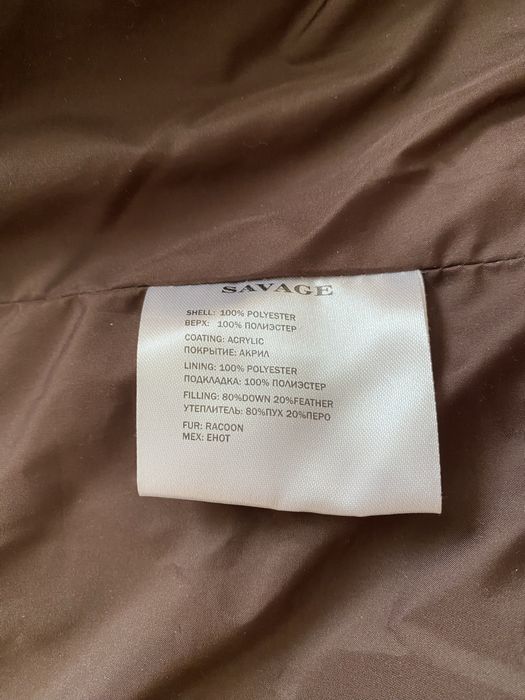 SAVAGE
SHELL: 100% POLYESTER
ВЕРХ: 100% ПОЛИЭСТЕР
COATING: ACRYLIC
ПОКРЫТИЕ: АКРИЛ
LINING: 100% POLYESTER
ПОДКЛАДКА: 100% ПОЛИЭСТЕР
FILLING: 80%DOWN 20%FEATHER
УТЕПЛИТЕЛЬ: 80%ПУХ 20%ПЕРО
FUR: RACOON
МЕХ: ЕНОТ